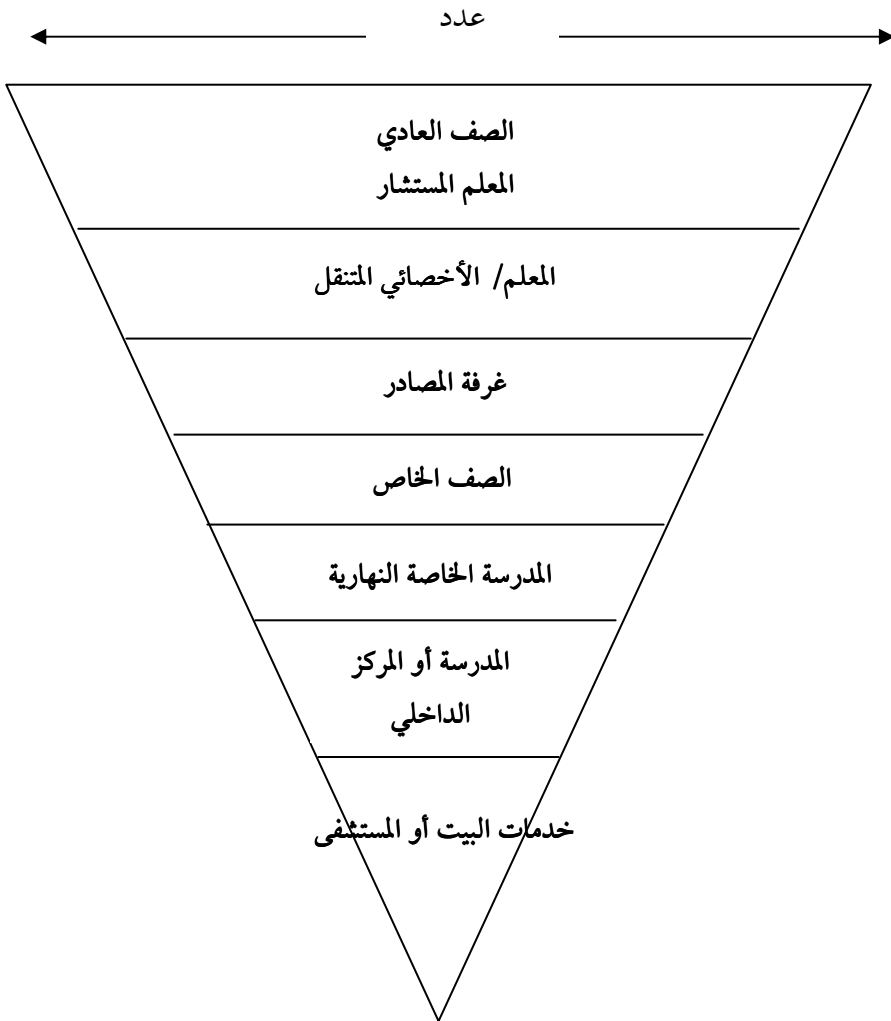 عدد
الصف العادي
المعلم المستشار
المعلم/ الأخصائي المتنقل
غرفة المصادر
الصف الخاص
المدرسة الخاصة النهارية
المدرسة أو المركز
الداخلي
خدمات البيت أو المستشفى